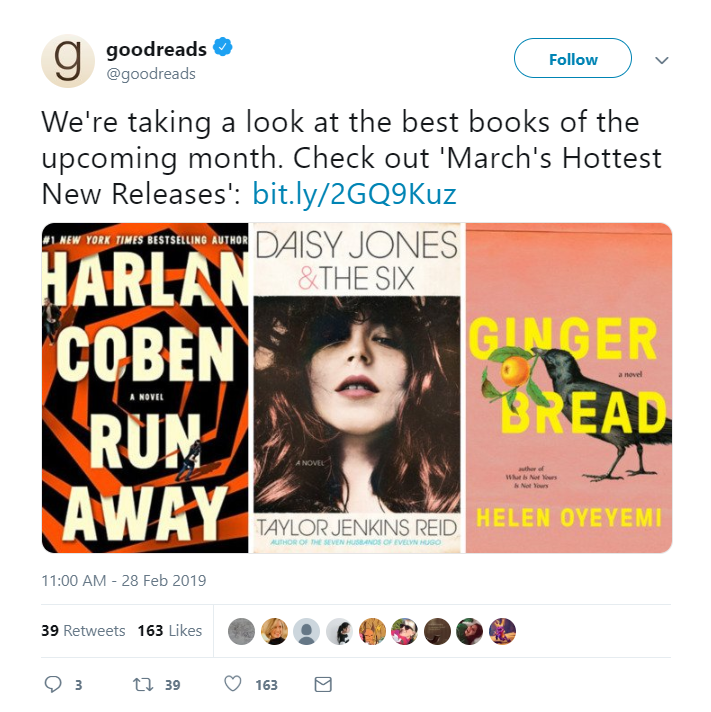 g
goodreads
@goodreads
Follow
We're taking a look at the best books of the
upcoming month. Check out 'March's Hottest
New Releases': bit.ly/2GQ9Kuz
#1 NEW YORK TIMES BESTSELLING AUTHOR
HARLAN
COBEN
A NOVEL
RUN
AWAY
DAISY JONES
& THE SIX
A NOVEL
TAYLOR JENKINS REID
AUTHOR OF THE SEVEN HUSBANDS OF EVELYN HUGO
GINGER
a novel
BREAD
author of
What Is Not Yours
Is Not Yours
HELEN OYEYEMI
11:00 AM - 28 Feb 2019
39 Retweets 163 Likes
3 39 163